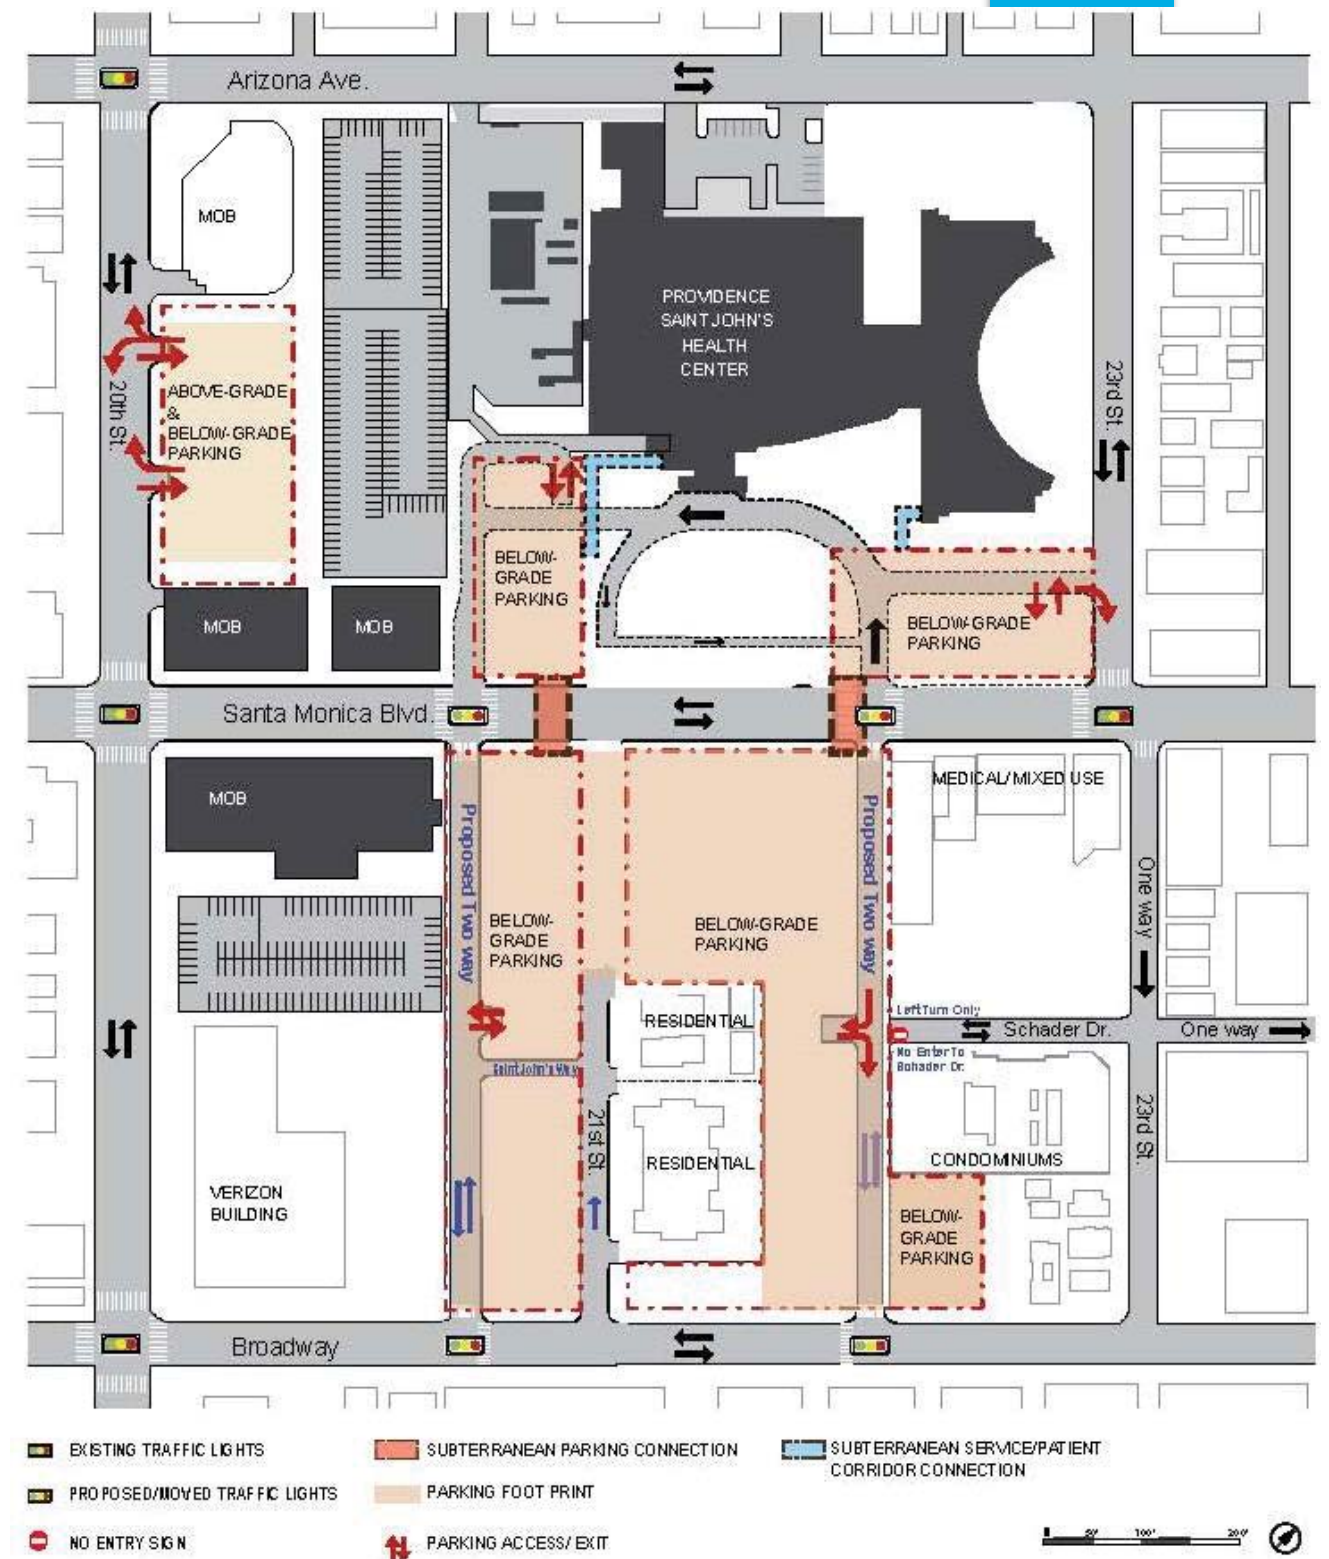 Arizona Ave.
MOB
PROVIDENCE
SAINT JOHN'S
HEALTH
CENTER
20th St.
23rd St.
ABOVE-GRADE
&
BELOW-GRADE
PARKING
BELOW-
GRADE
PARKING
BELOW-GRADE
PARKING
MOB
MOB
Santa Monica Blvd.
MOB
MEDICAL/MIXED USE
Proposed Two way
Proposed Two way
One way
BELOW-
GRADE
PARKING
BELOW-GRADE
PARKING
Left Turn Only
RESIDENTIAL
Schader Dr.
One way
No Enter To
Schader Dr.
Saint John's Way
21st St.
23rd St.
RESIDENTIAL
CONDOMINIUMS
VERIZON
BUILDING
BELOW-
GRADE
PARKING
Broadway
EXISTING TRAFFIC LIGHTS
SUBTERRANEAN PARKING CONNECTION
SUBTERRANEAN SERVICE/PATIENT
CORRIDOR CONNECTION
PROPOSED/MOVED TRAFFIC LIGHTS
PARKING FOOT PRINT
NO ENTRY SIGN
PARKING ACCESS/ EXIT
50' 100' 200'